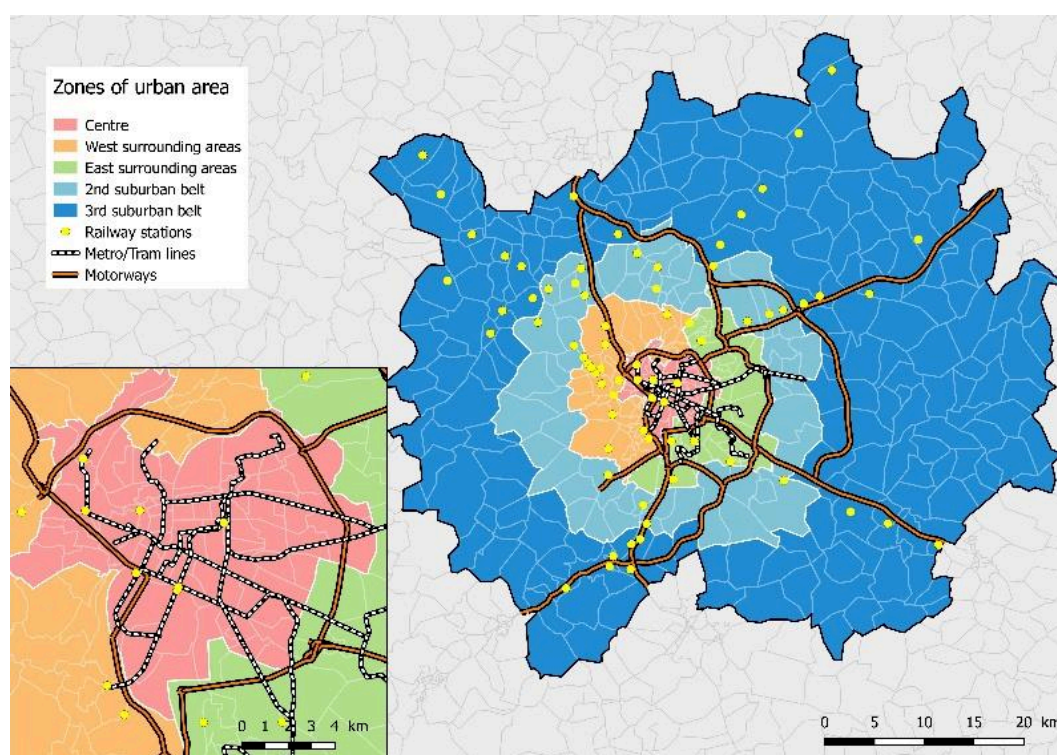 Zones of urban area
Centre
West surrounding areas
East surrounding areas
2nd suburban belt
3rd suburban belt
Railway stations
Metro/Tram lines
Motorways
0 1 2 3 4 km
0 5 10 15 20 km